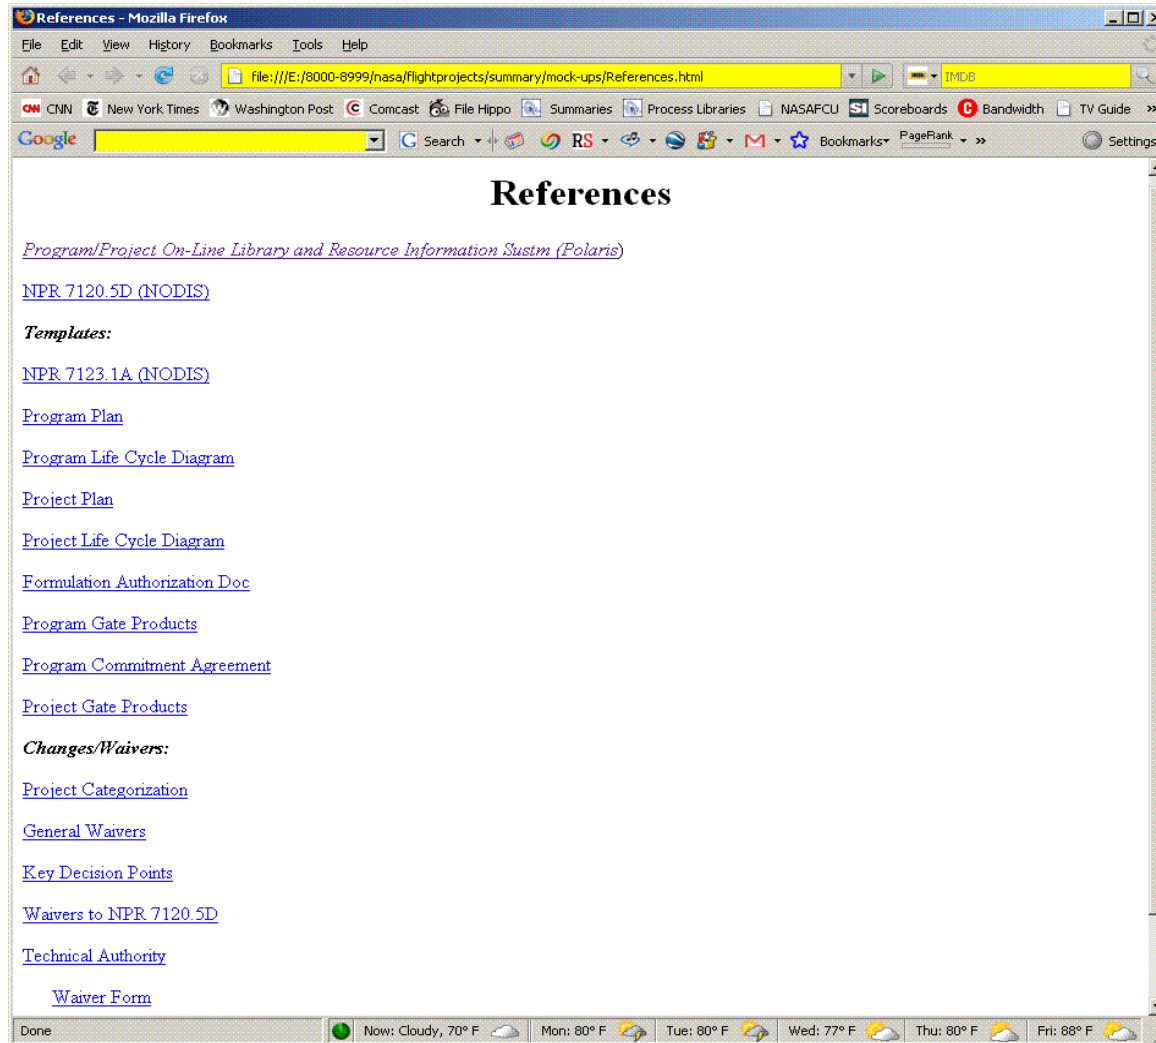 References - Mozilla Firefox
File Edit View History Bookmarks Tools Help
file:///E:/8000-8999/nasa/flightprojects/summary/mock-ups/References.html IMDB
CNN New York Times Washington Post Comcast File Hippo Summaries Process Libraries NASAFCU SI Scoreboards Bandwidth TV Guide »
Google Search RS Bookmarks PageRank » Settings
References
Program/Project On-Line Library and Resource Information Sustm (Polaris)
NPR 7120.5D (NODIS)
Templates:
NPR 7123.1A (NODIS)
Program Plan
Program Life Cycle Diagram
Project Plan
Project Life Cycle Diagram
Formulation Authorization Doc
Program Gate Products
Program Commitment Agreement
Project Gate Products
Changes/Waivers:
Project Categorization
General Waivers
Key Decision Points
Waivers to NPR 7120.5D
Technical Authority
Waiver Form
Done Now: Cloudy, 70° F Mon: 80° F Tue: 80° F Wed: 77° F Thu: 80° F Fri: 88° F